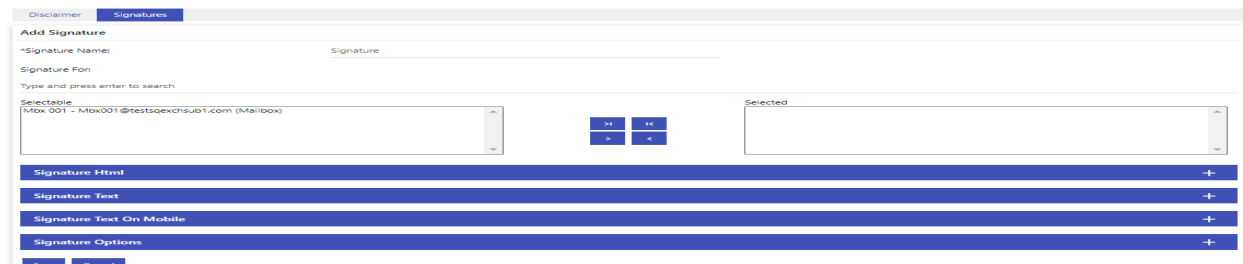 Disclaimer Signatures
Add Signature
*Signature Name: Signature
Signature For:
Type and press enter to search
Selectable Selected
Mbx 001 - Mbx001@testsqexchsub1.com (Mailbox)
>| |<
> <
Signature Html +
Signature Text +
Signature Text On Mobile +
Signature Options +